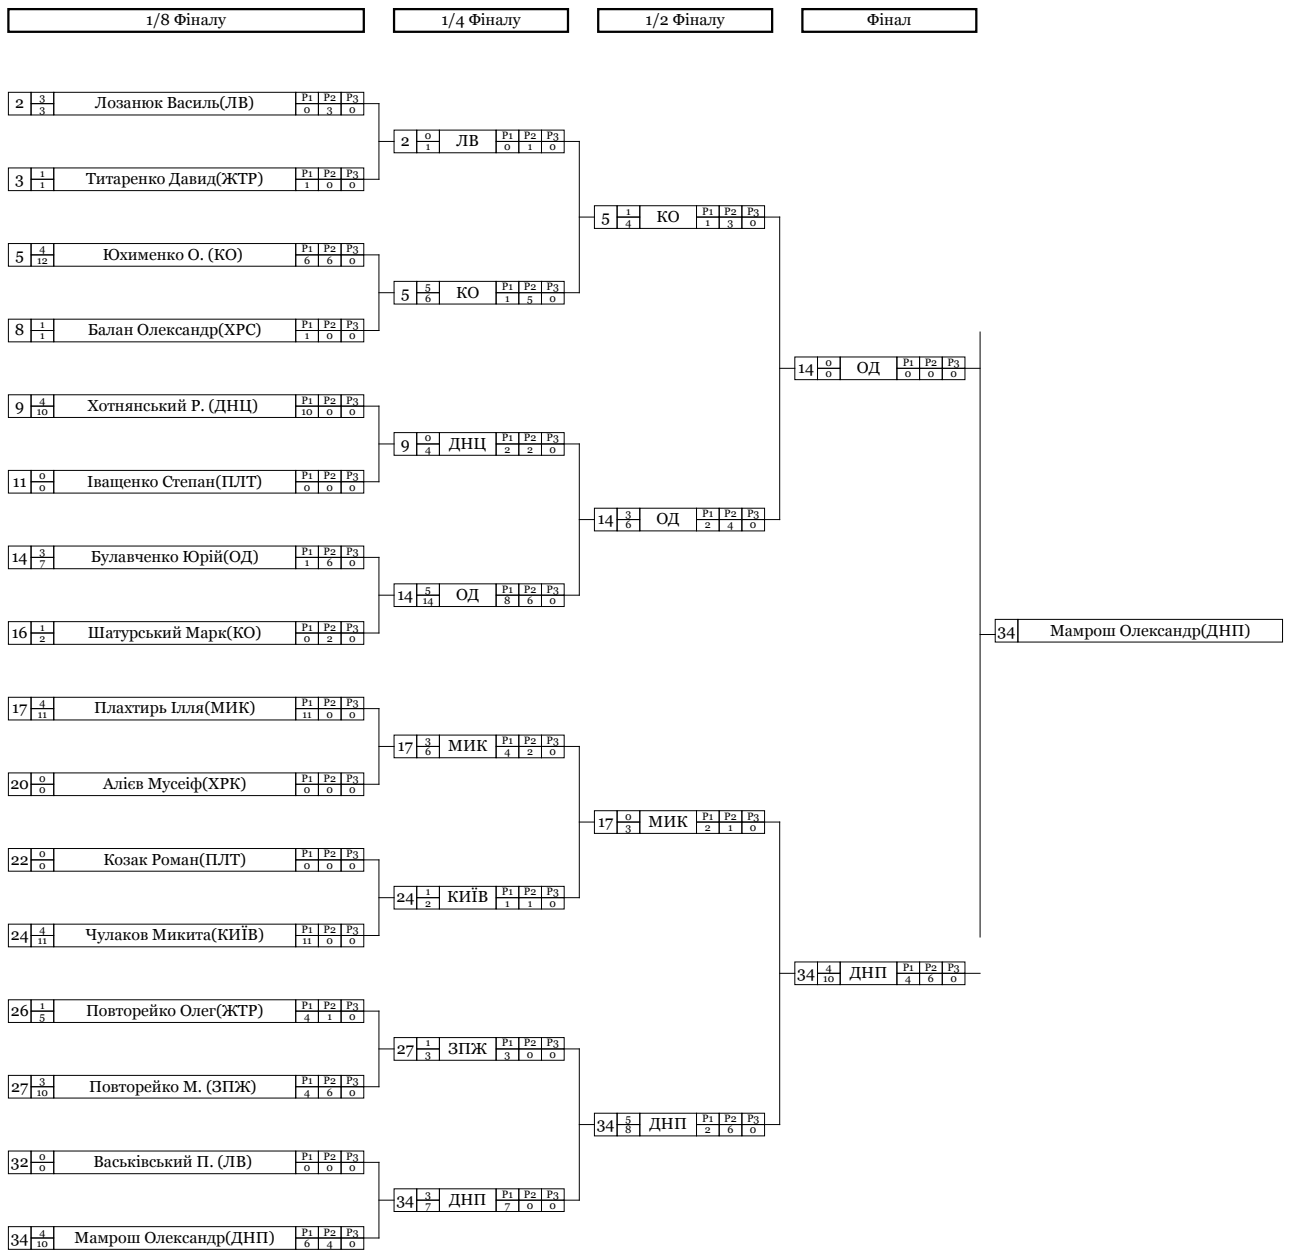 1/8 Фіналу 1/4 Фіналу 1/2 Фіналу Фінал
2 3 3 Лозанюк Василь(ЛВ) P1 P2 P3 0 3 0
2 0 1 ЛВ P1 P2 P3 0 1 0
3 1 1 Титаренко Давид(ЖТР) P1 P2 P3 1 0 0
5 1 4 КО P1 P2 P3 1 3 0
5 4 12 Юхименко О. (КО) P1 P2 P3 6 6 0
5 5 6 КО P1 P2 P3 1 5 0
8 1 1 Балан Олександр(ХРС) P1 P2 P3 1 0 0
14 0 0 ОД P1 P2 P3 0 0 0
9 4 10 Хотнянський Р. (ДНЦ) P1 P2 P3 10 0 0
9 0 4 ДНЦ P1 P2 P3 2 2 0
11 0 0 Іващенко Степан(ПЛТ) P1 P2 P3 0 0 0
14 3 6 ОД P1 P2 P3 2 4 0
14 3 7 Булавченко Юрій(ОД) P1 P2 P3 1 6 0
14 5 14 ОД P1 P2 P3 8 6 0
16 1 2 Шатурський Марк(КО) P1 P2 P3 0 2 0
34 Мамрош Олександр(ДНП)
17 4 11 Плахтирь Ілля(МИК) P1 P2 P3 11 0 0
17 3 6 МИК P1 P2 P3 4 2 0
20 0 0 Алієв Мусеіф(ХРК) P1 P2 P3 0 0 0
17 0 3 МИК P1 P2 P3 2 1 0
22 0 0 Козак Роман(ПЛТ) P1 P2 P3 0 0 0
24 1 2 КИЇВ P1 P2 P3 1 1 0
24 4 11 Чулаков Микита(КИЇВ) P1 P2 P3 11 0 0
34 4 10 ДНП P1 P2 P3 4 6 0
26 1 5 Повторейко Олег(ЖТР) P1 P2 P3 4 1 0
27 1 3 ЗПЖ P1 P2 P3 3 0 0
27 3 10 Повторейко М. (ЗПЖ) P1 P2 P3 4 6 0
34 5 8 ДНП P1 P2 P3 2 6 0
32 0 0 Васьківський П. (ЛВ) P1 P2 P3 0 0 0
34 3 7 ДНП P1 P2 P3 7 0 0
34 4 10 Мамрош Олександр(ДНП) P1 P2 P3 6 4 0